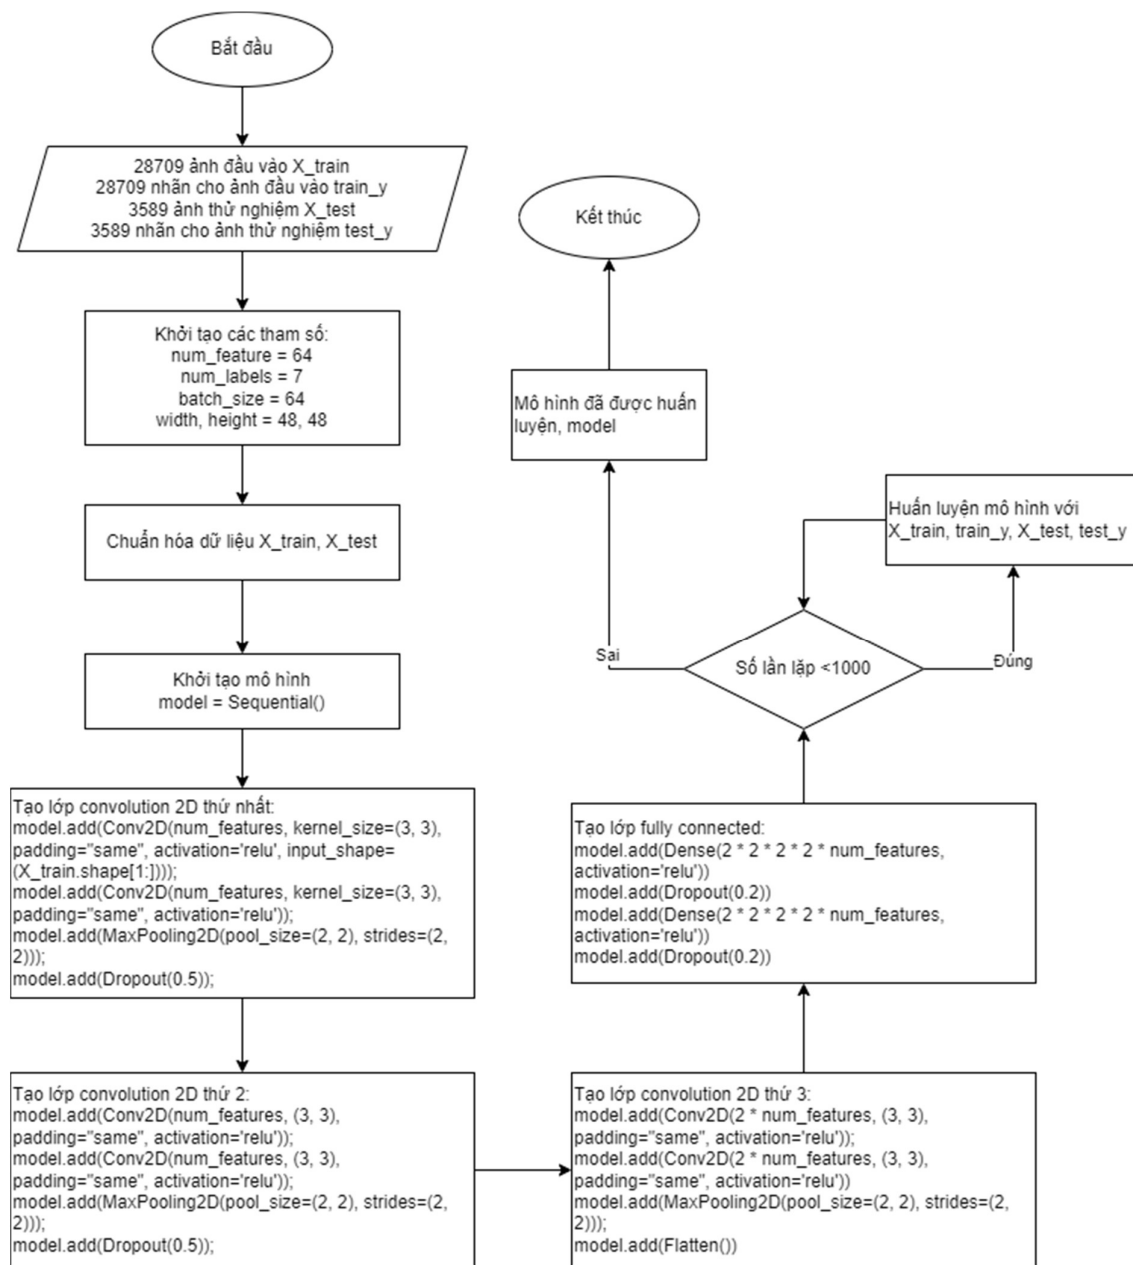 Bắt đầu
28709 ảnh đầu vào X_train
28709 nhãn cho ảnh đầu vào train_y
3589 ảnh thử nghiệm X_test
3589 nhãn cho ảnh thử nghiệm test_y
Khởi tạo các tham số:
num_feature = 64
num_labels = 7
batch_size = 64
width, height = 48, 48
Chuẩn hóa dữ liệu X_train, X_test
Khởi tạo mô hình
model = Sequential()
Tạo lớp convolution 2D thứ nhất:
model.add(Conv2D(num_features, kernel_size=(3, 3),
padding="same", activation='relu', input_shape=
(X_train.shape[1:])));
model.add(Conv2D(num_features, kernel_size=(3, 3),
padding="same", activation='relu'));
model.add(MaxPooling2D(pool_size=(2, 2), strides=(2,
2)));
model.add(Dropout(0.5));
Tạo lớp convolution 2D thứ 2:
model.add(Conv2D(num_features, (3, 3),
padding="same", activation='relu'));
model.add(Conv2D(num_features, (3, 3),
padding="same", activation='relu'));
model.add(MaxPooling2D(pool_size=(2, 2), strides=(2,
2)));
model.add(Dropout(0.5));
Tạo lớp convolution 2D thứ 3:
model.add(Conv2D(2 * num_features, (3, 3),
padding="same", activation='relu'));
model.add(Conv2D(2 * num_features, (3, 3),
padding="same", activation='relu'))
model.add(MaxPooling2D(pool_size=(2, 2), strides=(2,
2)));
model.add(Flatten())
Tạo lớp fully connected:
model.add(Dense(2 * 2 * 2 * 2 * num_features,
activation='relu'))
model.add(Dropout(0.2))
model.add(Dense(2 * 2 * 2 * 2 * num_features,
activation='relu'))
model.add(Dropout(0.2))
Số lần lặp <1000
Đúng
Huấn luyện mô hình với
X_train, train_y, X_test, test_y
Sai
Mô hình đã được huấn
luyện, model
Kết thúc